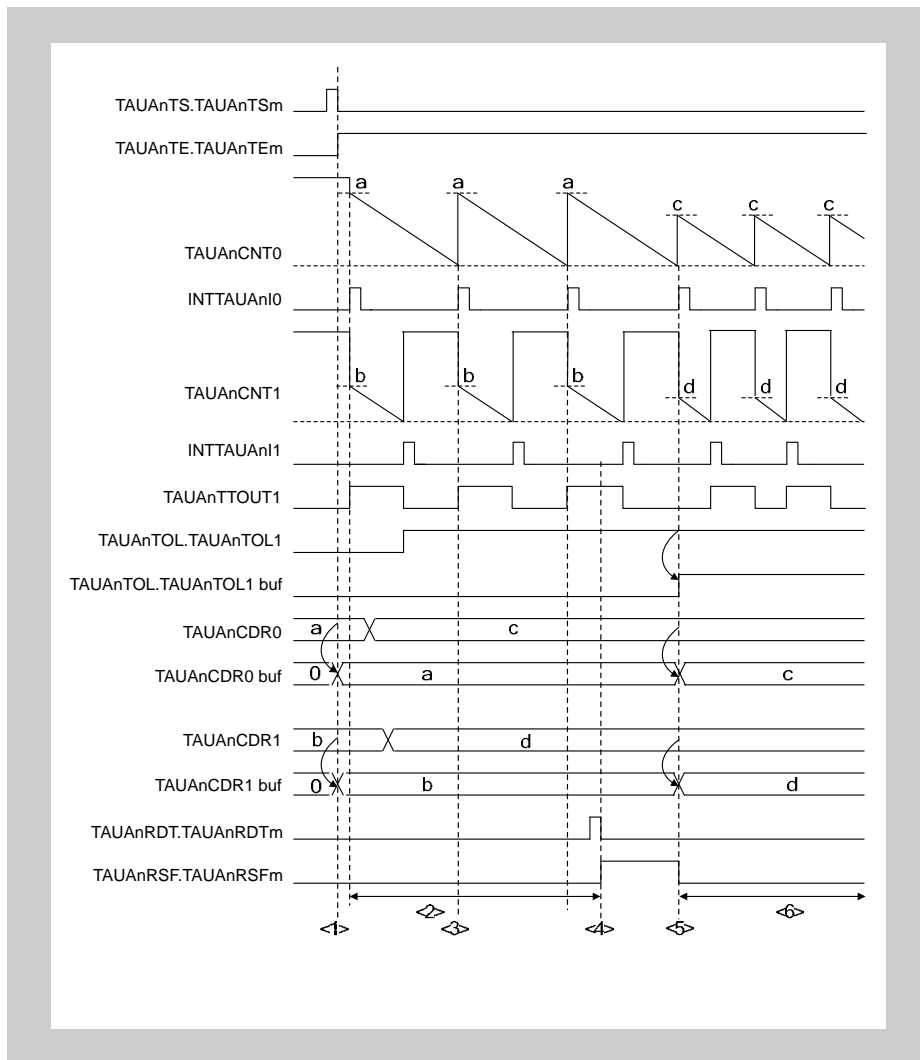 TAUAnTS.TAUAnTSm
TAUAnTE.TAUAnTEm
a a a c c c
TAUAnCNT0
INTTAUAnI0
b b b d d d
TAUAnCNT1
INTTAUAnI1
TAUAnTTOUT1
TAUAnTOL.TAUAnTOL1
TAUAnTOL.TAUAnTOL1 buf
TAUAnCDR0 a c
TAUAnCDR0 buf 0 a c
TAUAnCDR1 b d
TAUAnCDR1 buf 0 b d
TAUAnRDT.TAUAnRDTm
TAUAnRSF.TAUAnRSFm
<2> <6>
<1> <3> <4> <5>